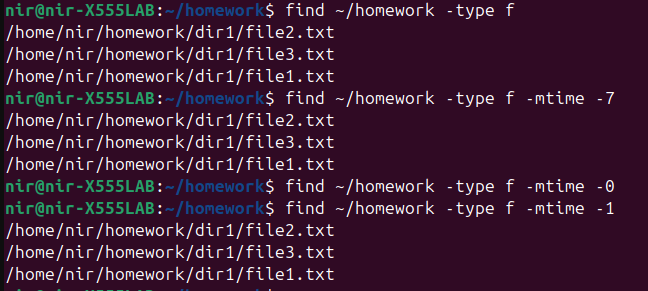 nir@nir-X555LAB:~/homework$ find ~/homework -type f
/home/nir/homework/dir1/file2.txt
/home/nir/homework/dir1/file3.txt
/home/nir/homework/dir1/file1.txt
nir@nir-X555LAB:~/homework$ find ~/homework -type f -mtime -7
/home/nir/homework/dir1/file2.txt
/home/nir/homework/dir1/file3.txt
/home/nir/homework/dir1/file1.txt
nir@nir-X555LAB:~/homework$ find ~/homework -type f -mtime -0
nir@nir-X555LAB:~/homework$ find ~/homework -type f -mtime -1
/home/nir/homework/dir1/file2.txt
/home/nir/homework/dir1/file3.txt
/home/nir/homework/dir1/file1.txt